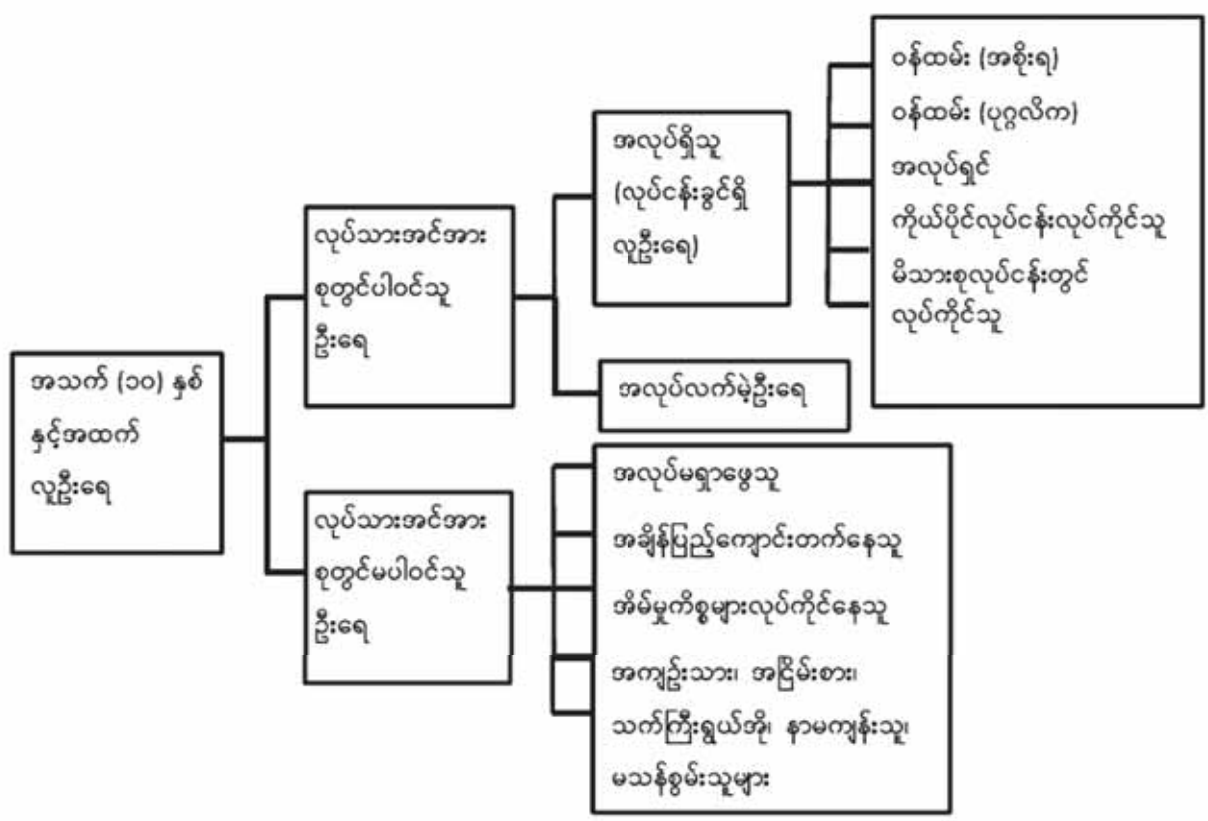 အသက် (၁၀) နှစ်
နှင့်အထက်
လူဦးရေ
လုပ်သားအင်အား
စုတွင်ပါဝင်သူ
ဦးရေ
အလုပ်ရှိသူ
(လုပ်ငန်းခွင်ရှိ
လူဦးရေ)
ဝန်ထမ်း (အစိုးရ)
ဝန်ထမ်း (ပုဂ္ဂလိက)
အလုပ်ရှင်
ကိုယ်ပိုင်လုပ်ငန်းလုပ်ကိုင်သူ
မိသားစုလုပ်ငန်းတွင်
လုပ်ကိုင်သူ
အလုပ်လက်မဲ့ဦးရေ
လုပ်သားအင်အား
စုတွင်မပါဝင်သူ
ဦးရေ
အလုပ်မရှာဖွေသူ
အချိန်ပြည့်ကျောင်းတက်နေသူ
အိမ်မှုကိစ္စများလုပ်ကိုင်နေသူ
အကျဉ်းသား၊ အငြိမ်းစား၊
သက်ကြီးရွယ်အို၊ နာမကျန်းသူ၊
မသန်စွမ်းသူများ